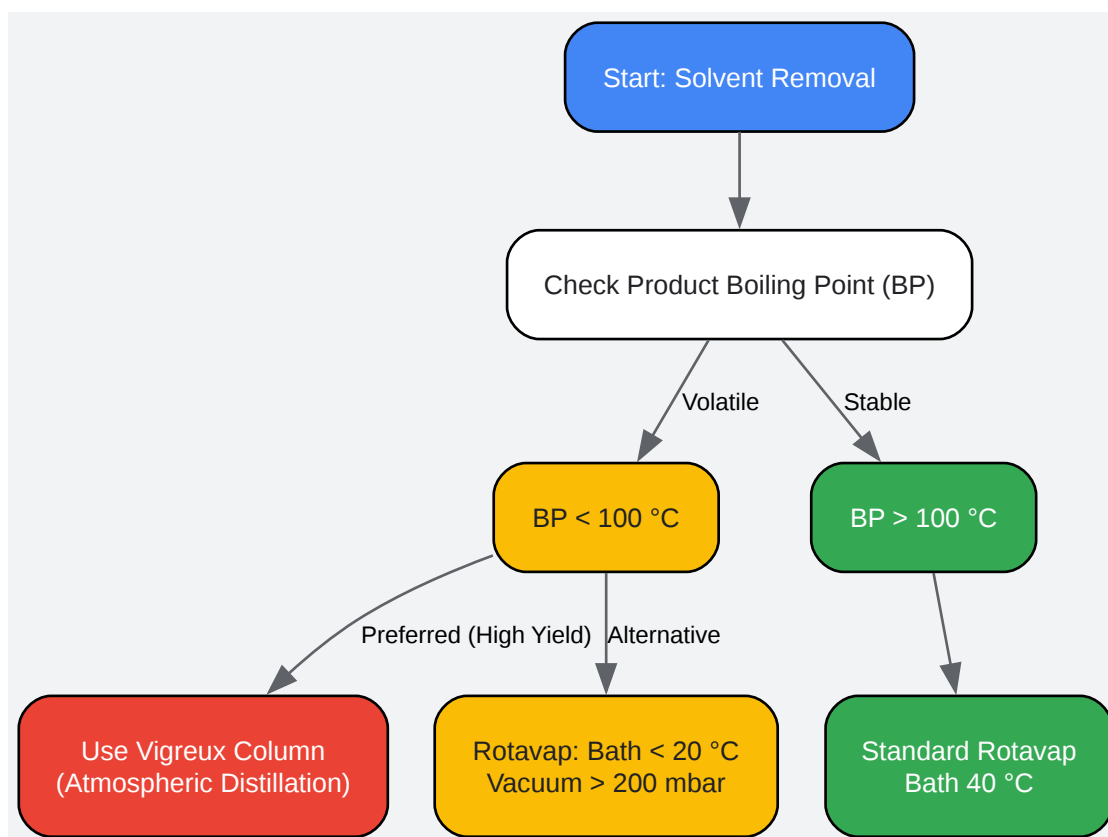 Start: Solvent Removal
Check Product Boiling Point (BP)
Volatile
Stable
BP < 100 °C
BP > 100 °C
Preferred (High Yield)
Alternative
Use Vigreux Column
(Atmospheric Distillation)
Rotavap: Bath < 20 °C
Vacuum > 200 mbar
Standard Rotavap
Bath 40 °C